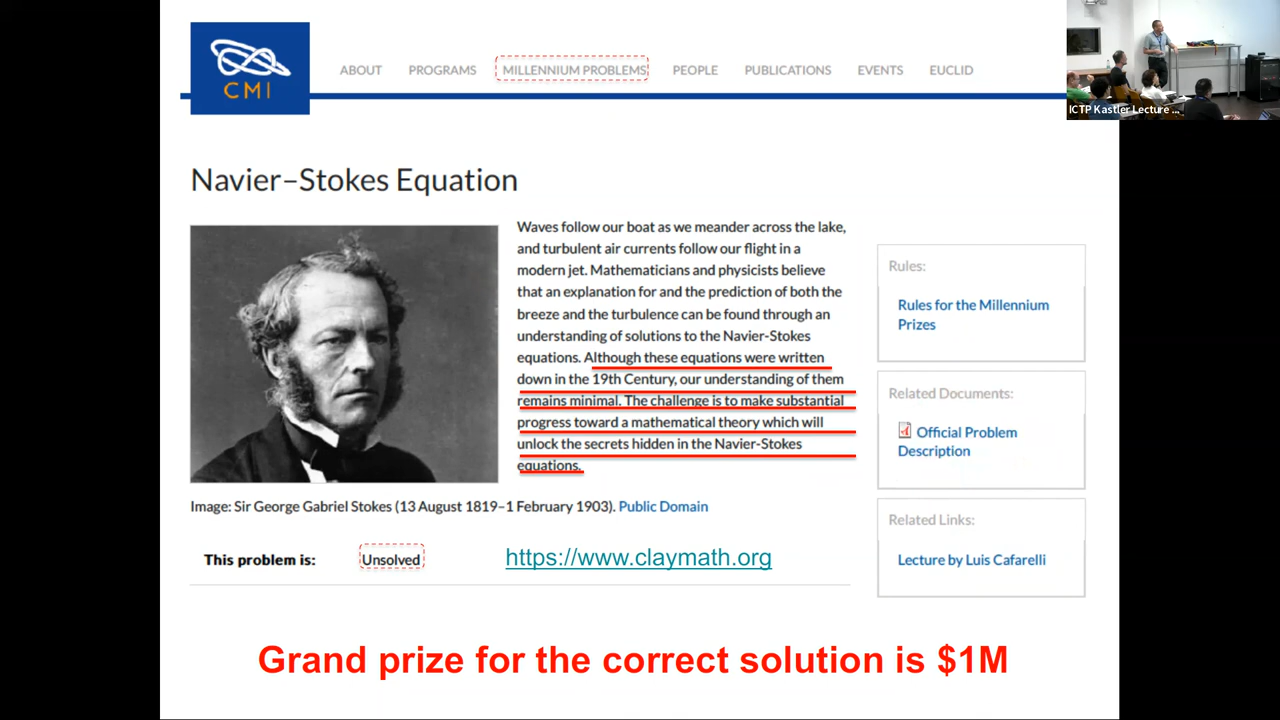 CMI
ABOUT PROGRAMS MILLENNIUM PROBLEMS PEOPLE PUBLICATIONS EVENTS EUCLID
ICTP Kastler Lecture ...
Navier–Stokes Equation
Waves follow our boat as we meander across the lake,
and turbulent air currents follow our flight in a
modern jet. Mathematicians and physicists believe
that an explanation for and the prediction of both the
breeze and the turbulence can be found through an
understanding of solutions to the Navier-Stokes
equations. Although these equations were written
down in the 19th Century, our understanding of them
remains minimal. The challenge is to make substantial
progress toward a mathematical theory which will
unlock the secrets hidden in the Navier-Stokes
equations.
Rules:
Rules for the Millennium
Prizes
Related Documents:
Official Problem
Description
Related Links:
Lecture by Luis Cafarelli
Image: Sir George Gabriel Stokes (13 August 1819–1 February 1903). Public Domain
This problem is: Unsolved https://www.claymath.org
Grand prize for the correct solution is $1M